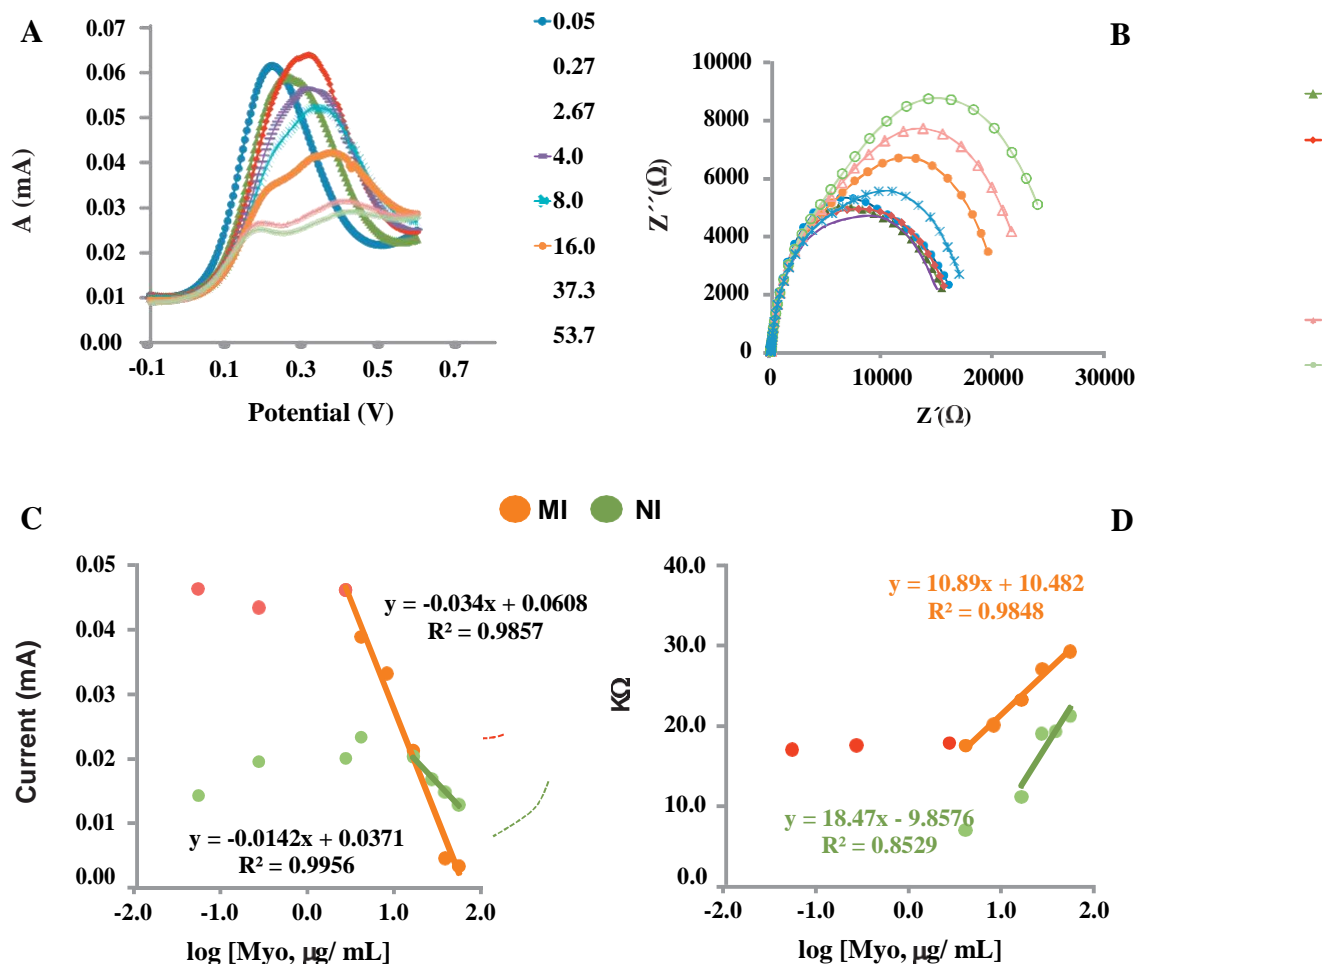 A
0.07
0.06
0.05
0.04
0.03
0.02
0.01
0.00
A (mA)
-0.1 0.1 0.3 0.5 0.7
Potential (V)
0.05
0.27
2.67
4.0
8.0
16.0
37.3
53.7
B
10000
8000
6000
4000
2000
0
Z´´(Ω)
0 10000 20000 30000
Z´(Ω)
MI NI
C
0.05
0.04
0.03
0.02
0.01
0.00
Current (mA)
y = -0.034x + 0.0608
R² = 0.9857
y = -0.0142x + 0.0371
R² = 0.9956
-2.0 -1.0 0.0 1.0 2.0
log [Myo, µg/ mL]
D
40.0
30.0
20.0
10.0
0.0
KΩ
y = 10.89x + 10.482
R² = 0.9848
y = 18.47x - 9.8576
R² = 0.8529
-2.0 -1.0 0.0 1.0 2.0
log [Myo, µg/ mL]